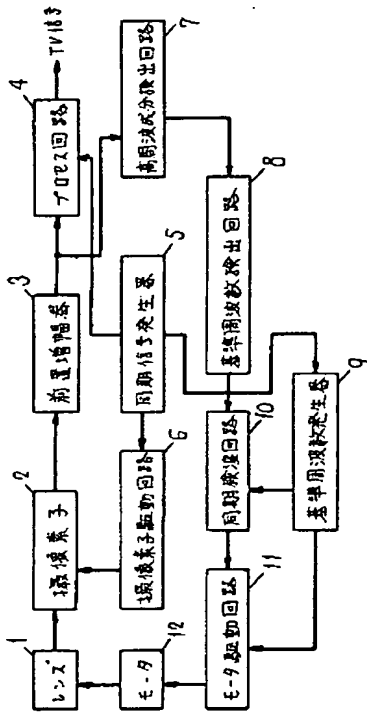 1
レンズ
2
撮像素子
3
前置増幅器
4
プロセス回路
TV信号
5
同期信号発生器
6
撮像素子駆動回路
7
高周波成分検出回路
8
基準周波数検出回路
9
基準周波数発生器
10
同期検波回路
11
モータ駆動回路
12
モータ